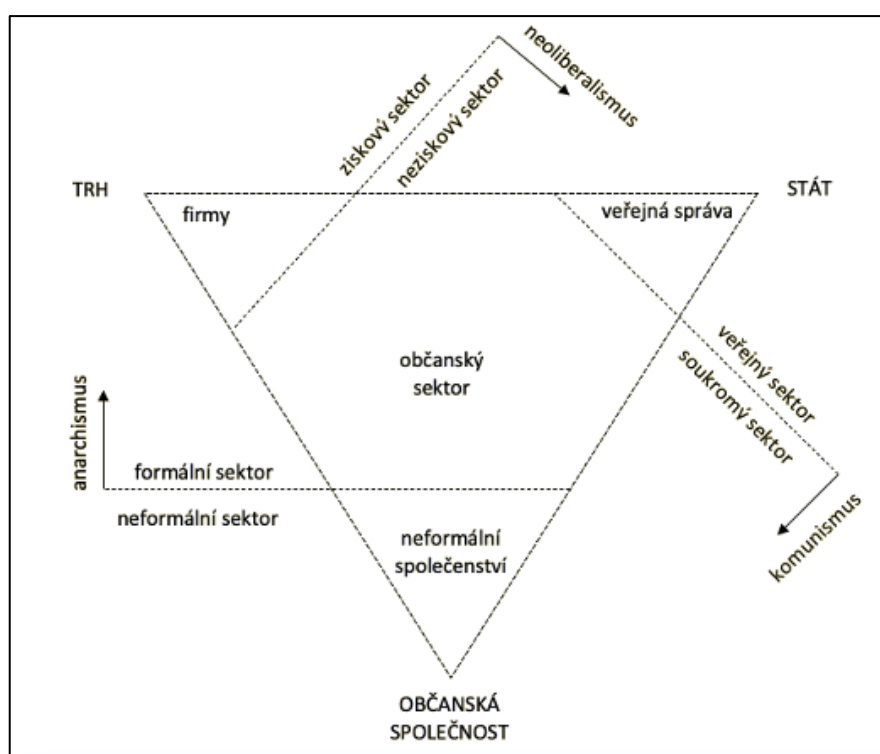 neoliberalismus
ziskový sektor
neziskový sektor
TRH
STÁT
firmy
veřejná správa
občanský
sektor
veřejný sektor
soukromý sektor
anarchismus
formální sektor
neformální sektor
neformální
společenství
komunismus
OBČANSKÁ
SPOLEČNOST